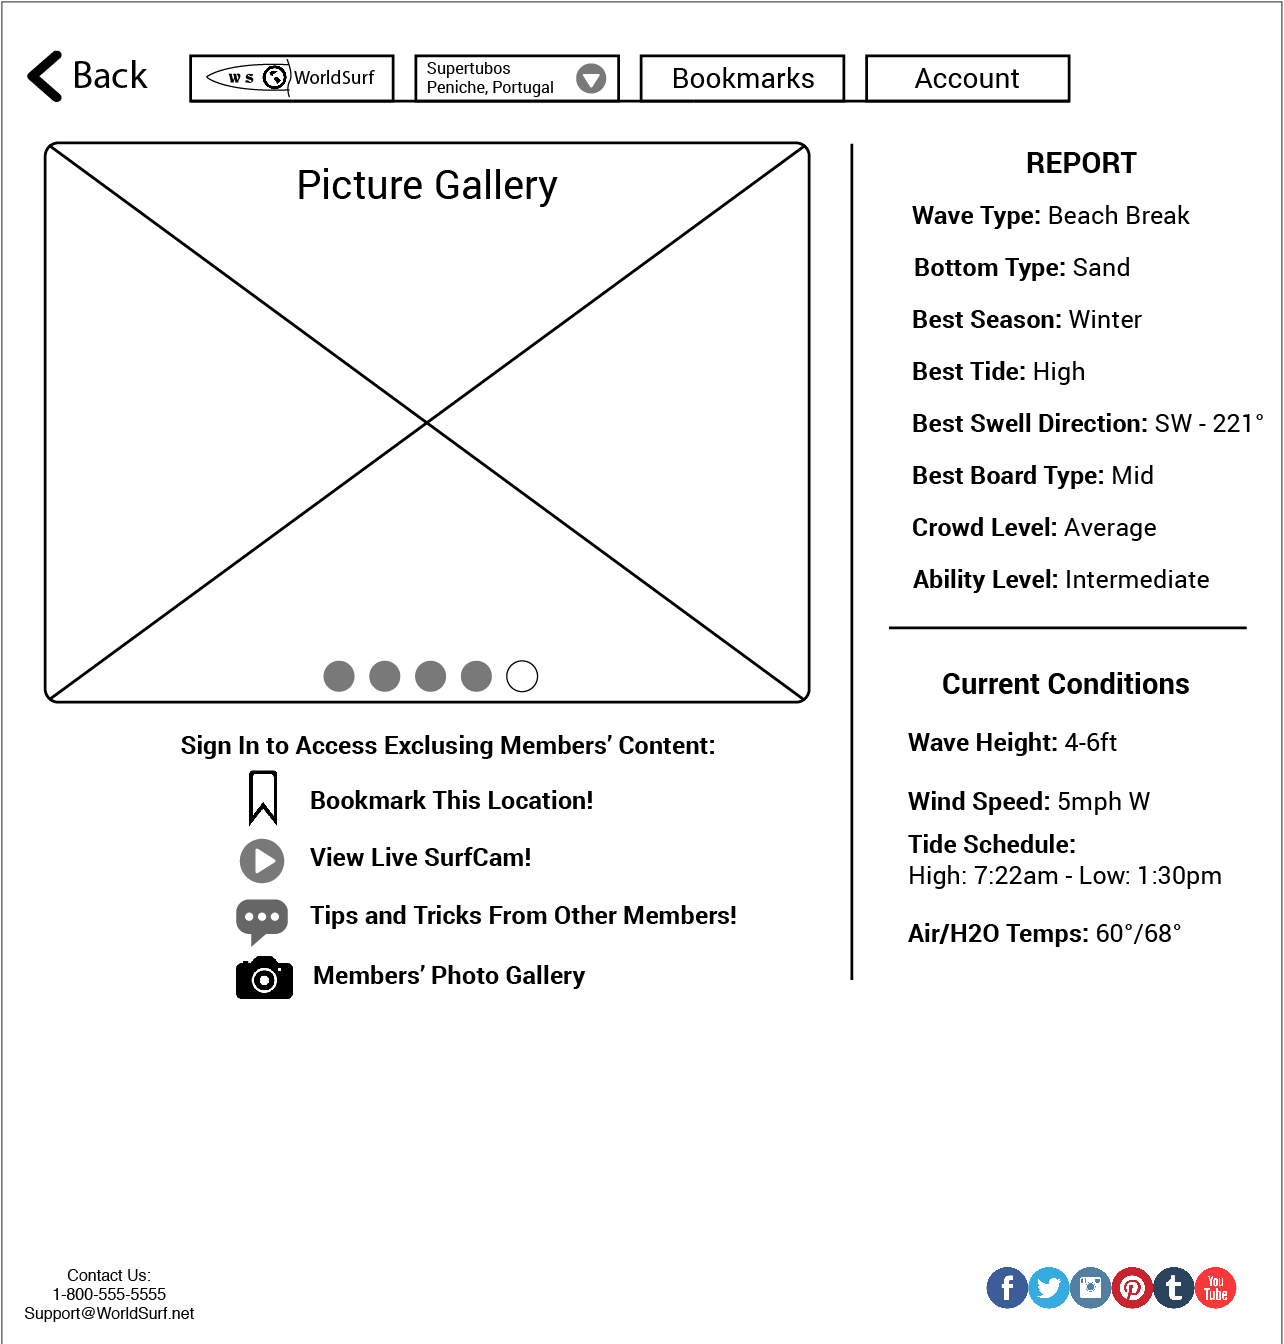 Back
W S WorldSurf
Supertubos
Peniche, Portugal
Bookmarks
Account
Picture Gallery
Sign In to Access Exclusing Members’ Content:
Bookmark This Location!
View Live SurfCam!
Tips and Tricks From Other Members!
Members’ Photo Gallery
REPORT
Wave Type: Beach Break
Bottom Type: Sand
Best Season: Winter
Best Tide: High
Best Swell Direction: SW - 221°
Best Board Type: Mid
Crowd Level: Average
Ability Level: Intermediate
Current Conditions
Wave Height: 4-6ft
Wind Speed: 5mph W
Tide Schedule:
High: 7:22am - Low: 1:30pm
Air/H2O Temps: 60°/68°
Contact Us:
1-800-555-5555
Support@WorldSurf.net
f
t
You
Tube